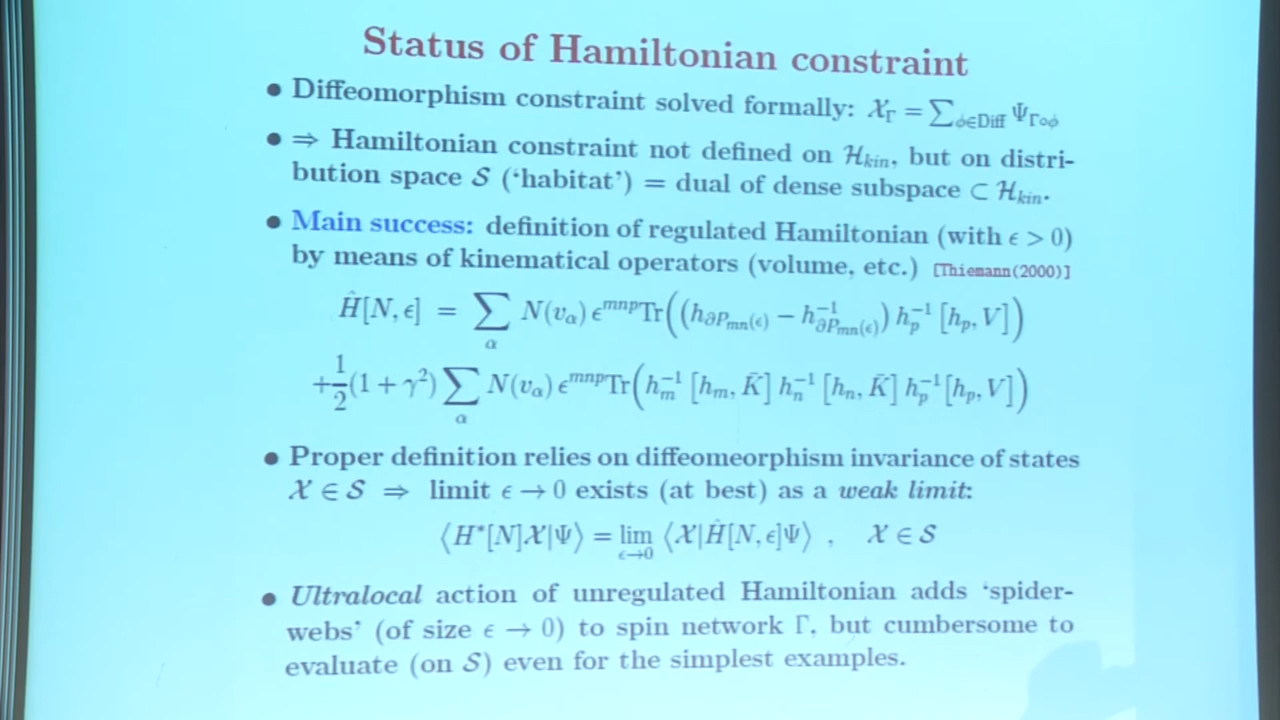 Status of Hamiltonian constraint
• Diffeomorphism constraint solved formally: 𝒳_Γ = ∑_{ϕ∈Diff} Ψ_{Γ∘ϕ}
• ⇒ Hamiltonian constraint not defined on ℋ_{kin}, but on distri-
bution space 𝒮 (‘habitat’) = dual of dense subspace ⊂ ℋ_{kin}.
• Main success: definition of regulated Hamiltonian (with ϵ > 0)
by means of kinematical operators (volume, etc.) [Thiemann(2000)]
Ĥ[N, ϵ] = ∑_α N(v_α) ϵ^{mnp} Tr((h_{∂P_{mn}(ϵ)} − h^{−1}_{∂P_{mn}(ϵ)}) h_p^{−1} [h_p, V])
+½(1 + γ²) ∑_α N(v_α) ϵ^{mnp} Tr(h_m^{−1} [h_m, K̄] h_n^{−1} [h_n, K̄] h_p^{−1} [h_p, V])
• Proper definition relies on diffeomeorphism invariance of states
𝒳 ∈ 𝒮 ⇒ limit ϵ → 0 exists (at best) as a weak limit:
⟨H*[N]𝒳|Ψ⟩ = lim_{ϵ→0} ⟨𝒳|Ĥ[N, ϵ]Ψ⟩ , 𝒳 ∈ 𝒮
• Ultralocal action of unregulated Hamiltonian adds ‘spider-
webs’ (of size ϵ → 0) to spin network Γ, but cumbersome to
evaluate (on 𝒮) even for the simplest examples.